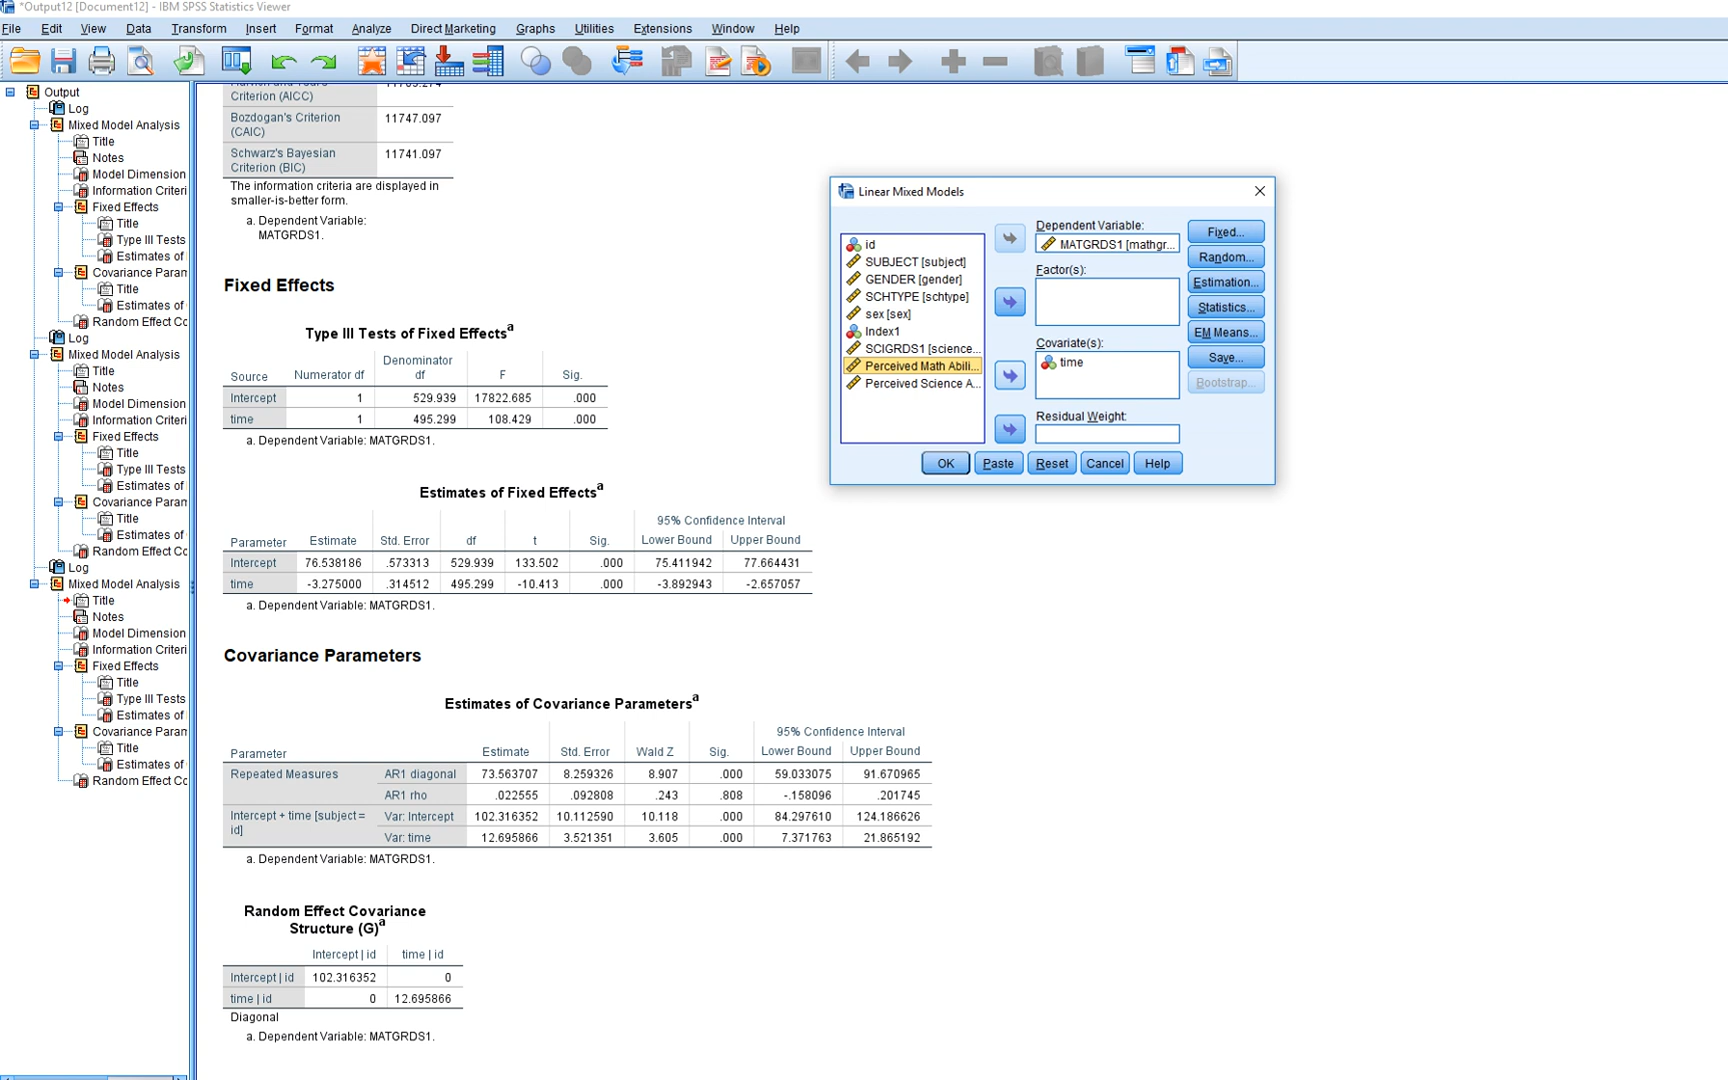 *Output12 [Document12] - IBM SPSS Statistics Viewer
File Edit View Data Transform Insert Format Analyze Direct Marketing Graphs Utilities Extensions Window Help
Output
Log
Mixed Model Analysis
Title
Notes
Model Dimension
Information Criteri
Fixed Effects
Title
Type III Tests
Estimates of
Covariance Param
Title
Estimates of
Random Effect Co
Log
Mixed Model Analysis
Title
Notes
Model Dimension
Information Criteri
Fixed Effects
Title
Type III Tests
Estimates of
Covariance Param
Title
Estimates of
Random Effect Co
Log
Mixed Model Analysis
Title
Notes
Model Dimension
Information Criteri
Fixed Effects
Title
Type III Tests
Estimates of
Covariance Param
Title
Estimates of
Random Effect Co
Criterion (AICC)
Bozdogan's Criterion 11747.097
(CAIC)
Schwarz's Bayesian 11741.097
Criterion (BIC)
The information criteria are displayed in
smaller-is-better form.
a. Dependent Variable:
MATGRDS1.
Fixed Effects
Type III Tests of Fixed Effects a
Source Numerator df Denominator df F Sig.
Intercept 1 529.939 17822.685 .000
time 1 495.299 108.429 .000
a. Dependent Variable: MATGRDS1.
Estimates of Fixed Effects a
95% Confidence Interval
Parameter Estimate Std. Error df t Sig. Lower Bound Upper Bound
Intercept 76.538186 .573313 529.939 133.502 .000 75.411942 77.664431
time -3.275000 .314512 495.299 -10.413 .000 -3.892943 -2.657057
a. Dependent Variable: MATGRDS1.
Covariance Parameters
Estimates of Covariance Parameters a
95% Confidence Interval
Parameter Estimate Std. Error Wald Z Sig. Lower Bound Upper Bound
Repeated Measures AR1 diagonal 73.563707 8.259326 8.907 .000 59.033075 91.670965
AR1 rho .022555 .092808 .243 .808 -.158096 .201745
Intercept + time [subject = id] Var: Intercept 102.316352 10.112590 10.118 .000 84.297610 124.186626
Var: time 12.695866 3.521351 3.605 .000 7.371763 21.865192
a. Dependent Variable: MATGRDS1.
Random Effect Covariance
Structure (G) a
Intercept | id time | id
Intercept | id 102.316352 0
time | id 0 12.695866
Diagonal
a. Dependent Variable: MATGRDS1.
Linear Mixed Models
id
SUBJECT [subject]
GENDER [gender]
SCHTYPE [schtype]
sex [sex]
Index1
SCIGRDS1 [science...
Perceived Math Abili...
Perceived Science A...
Dependent Variable:
MATGRDS1 [mathgr...
Factor(s):
Covariate(s):
time
Residual Weight:
Fixed...
Random...
Estimation...
Statistics...
EM Means...
Save...
Bootstrap...
OK Paste Reset Cancel Help